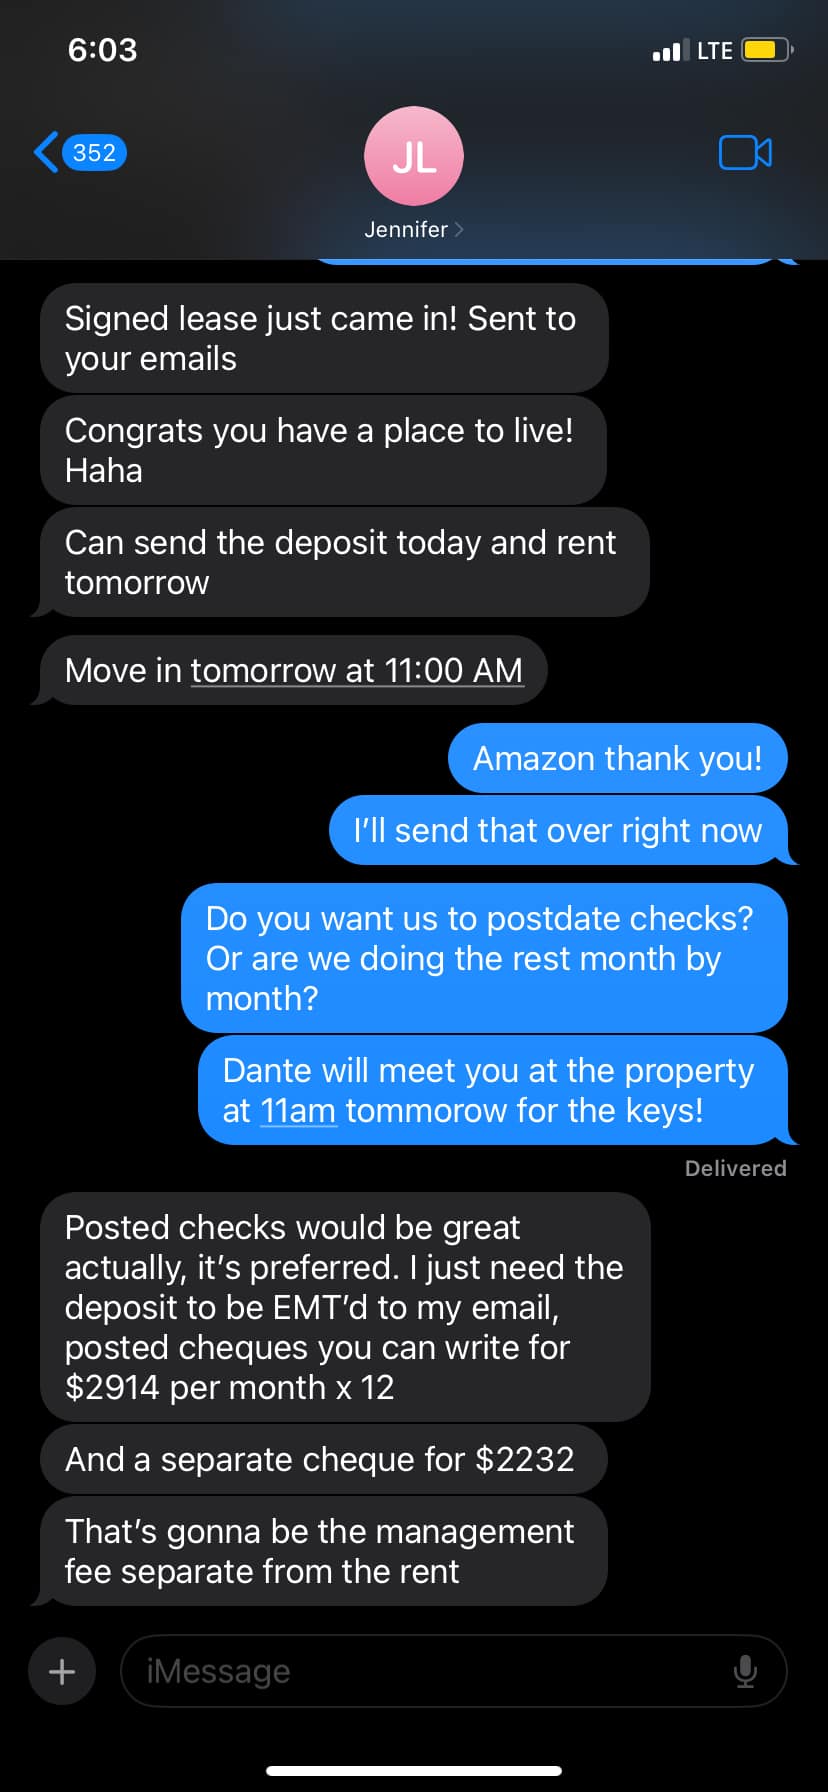 6:03
LTE
352
JL
Jennifer
Signed lease just came in! Sent to
your emails
Congrats you have a place to live!
Haha
Can send the deposit today and rent
tomorrow
Move in tomorrow at 11:00 AM
Amazon thank you!
I'll send that over right now
Do you want us to postdate checks?
Or are we doing the rest month by
month?
Dante will meet you at the property
at 11am tommorow for the keys!
Delivered
Posted checks would be great
actually, it's preferred. I just need the
deposit to be EMT'd to my email,
posted cheques you can write for
$2914 per month x 12
And a separate cheque for $2232
That's gonna be the management
fee separate from the rent
iMessage